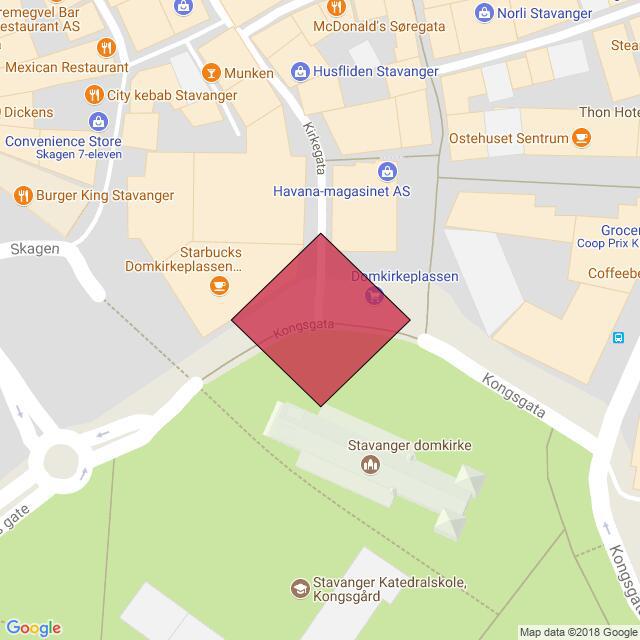 remegvel Bar
estaurant AS
McDonald's Søregata
Norli Stavanger
Stea
Mexican Restaurant
Munken
Husfliden Stavanger
City kebab Stavanger
Dickens
Thon Hote
Convenience Store
Skagen 7-eleven
Kirkegata
Ostehuset Sentrum
Burger King Stavanger
Havana-magasinet AS
Skagen
Starbucks
Domkirkeplassen...
Domkirkeplassen
Grocer
Coop Prix K
Coffeebe
Kongsgata
Kongsgata
Stavanger domkirke
s gate
Kongsgata
Stavanger Katedralskole,
Kongsgård
Google
Map data ©2018 Google